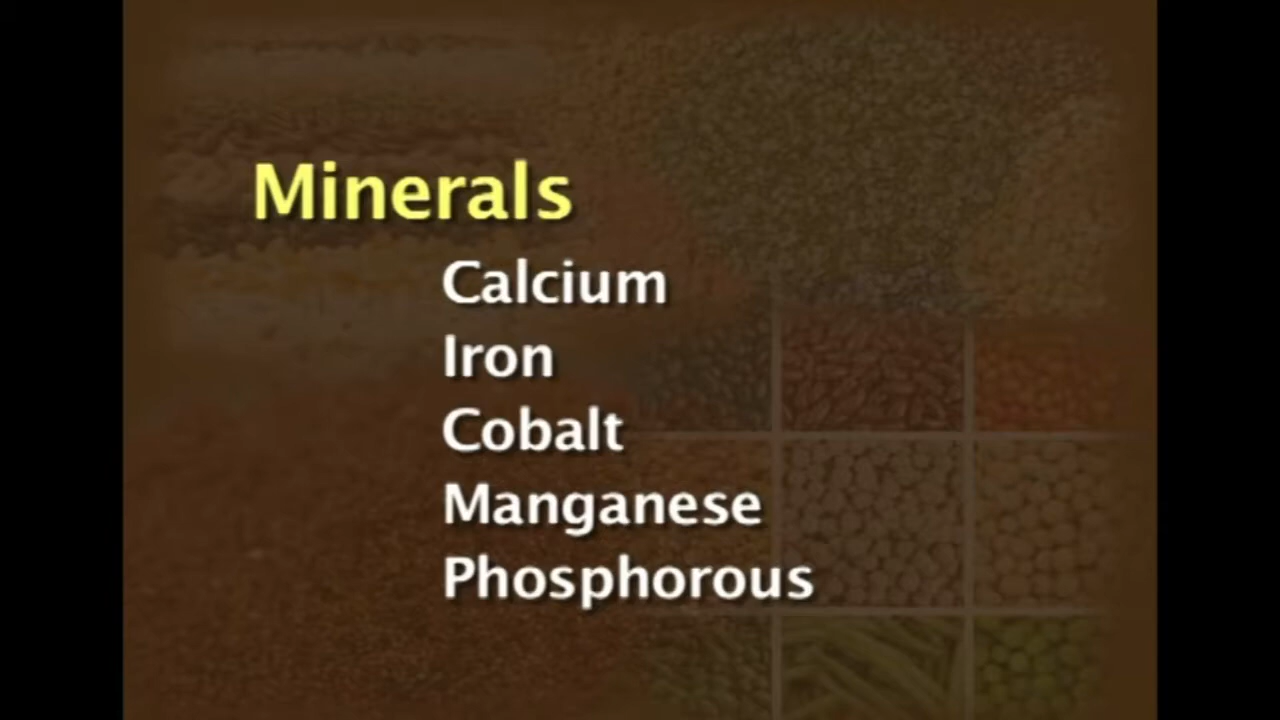 Minerals
Calcium
Iron
Cobalt
Manganese
Phosphorous